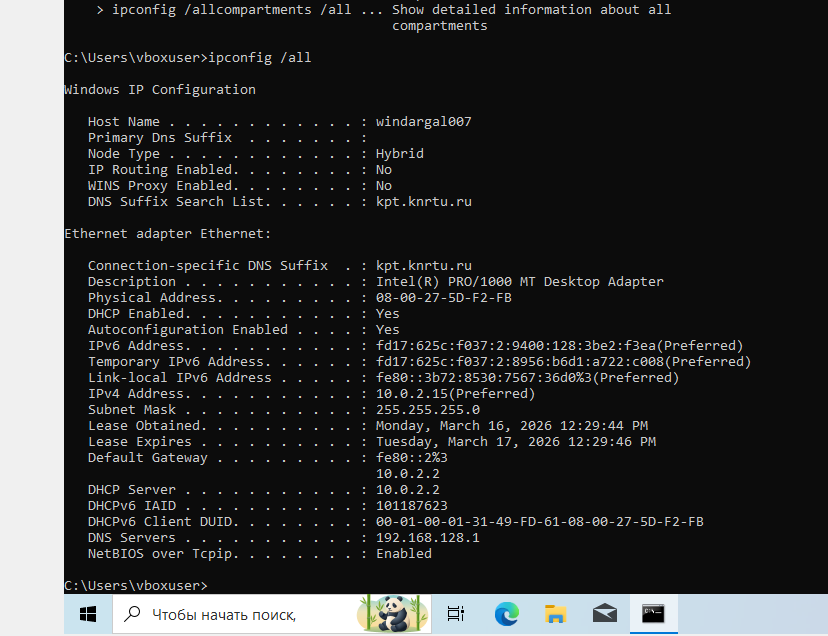 > ipconfig /allcompartments /all ... Show detailed information about all
compartments
C:\Users\vboxuser>ipconfig /all
Windows IP Configuration
Host Name . . . . . . . . . . . . : windargal007
Primary Dns Suffix  . . . . . . . :
Node Type . . . . . . . . . . . . : Hybrid
IP Routing Enabled. . . . . . . . : No
WINS Proxy Enabled. . . . . . . . : No
DNS Suffix Search List. . . . . . : kpt.knrtu.ru
Ethernet adapter Ethernet:
Connection-specific DNS Suffix  . : kpt.knrtu.ru
Description . . . . . . . . . . . : Intel(R) PRO/1000 MT Desktop Adapter
Physical Address. . . . . . . . . : 08-00-27-5D-F2-FB
DHCP Enabled. . . . . . . . . . . : Yes
Autoconfiguration Enabled . . . . : Yes
IPv6 Address. . . . . . . . . . . : fd17:625c:f037:2:9400:128:3be2:f3ea(Preferred)
Temporary IPv6 Address. . . . . . : fd17:625c:f037:2:8956:b6d1:a722:c008(Preferred)
Link-local IPv6 Address . . . . . : fe80::3b72:8530:7567:36d0%3(Preferred)
IPv4 Address. . . . . . . . . . . : 10.0.2.15(Preferred)
Subnet Mask . . . . . . . . . . . : 255.255.255.0
Lease Obtained. . . . . . . . . . : Monday, March 16, 2026 12:29:44 PM
Lease Expires . . . . . . . . . . : Tuesday, March 17, 2026 12:29:46 PM
Default Gateway . . . . . . . . . : fe80::2%3
10.0.2.2
DHCP Server . . . . . . . . . . . : 10.0.2.2
DHCPv6 IAID . . . . . . . . . . . : 101187623
DHCPv6 Client DUID. . . . . . . . : 00-01-00-01-31-49-FD-61-08-00-27-5D-F2-FB
DNS Servers . . . . . . . . . . . : 192.168.128.1
NetBIOS over Tcpip. . . . . . . . : Enabled
C:\Users\vboxuser>
Чтобы начать поиск,